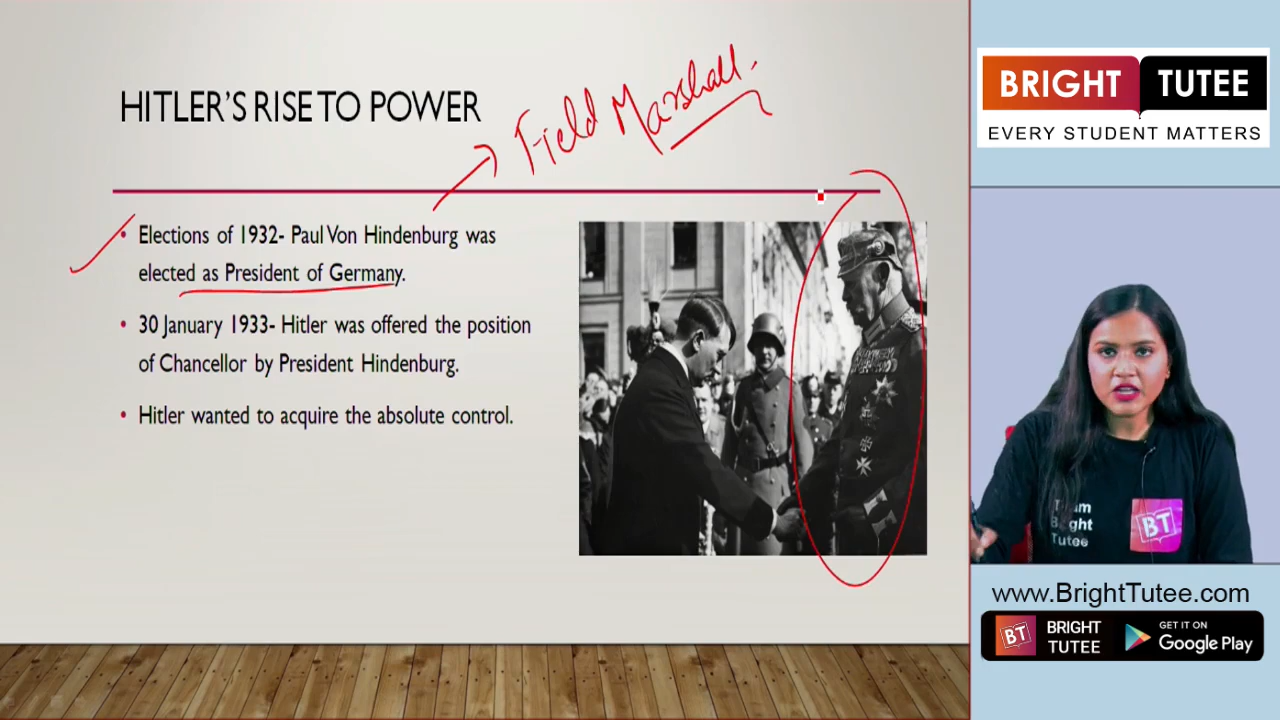 HITLER'S RISE TO POWER
Field Marshall.
• Elections of 1932- Paul Von Hindenburg was
elected as President of Germany.
• 30 January 1933- Hitler was offered the position
of Chancellor by President Hindenburg.
• Hitler wanted to acquire the absolute control.
BRIGHT TUTEE
EVERY STUDENT MATTERS
Team
Bright
Tutee
BT
www.BrightTutee.com
BT
BRIGHT
TUTEE
GET IT ON
Google Play